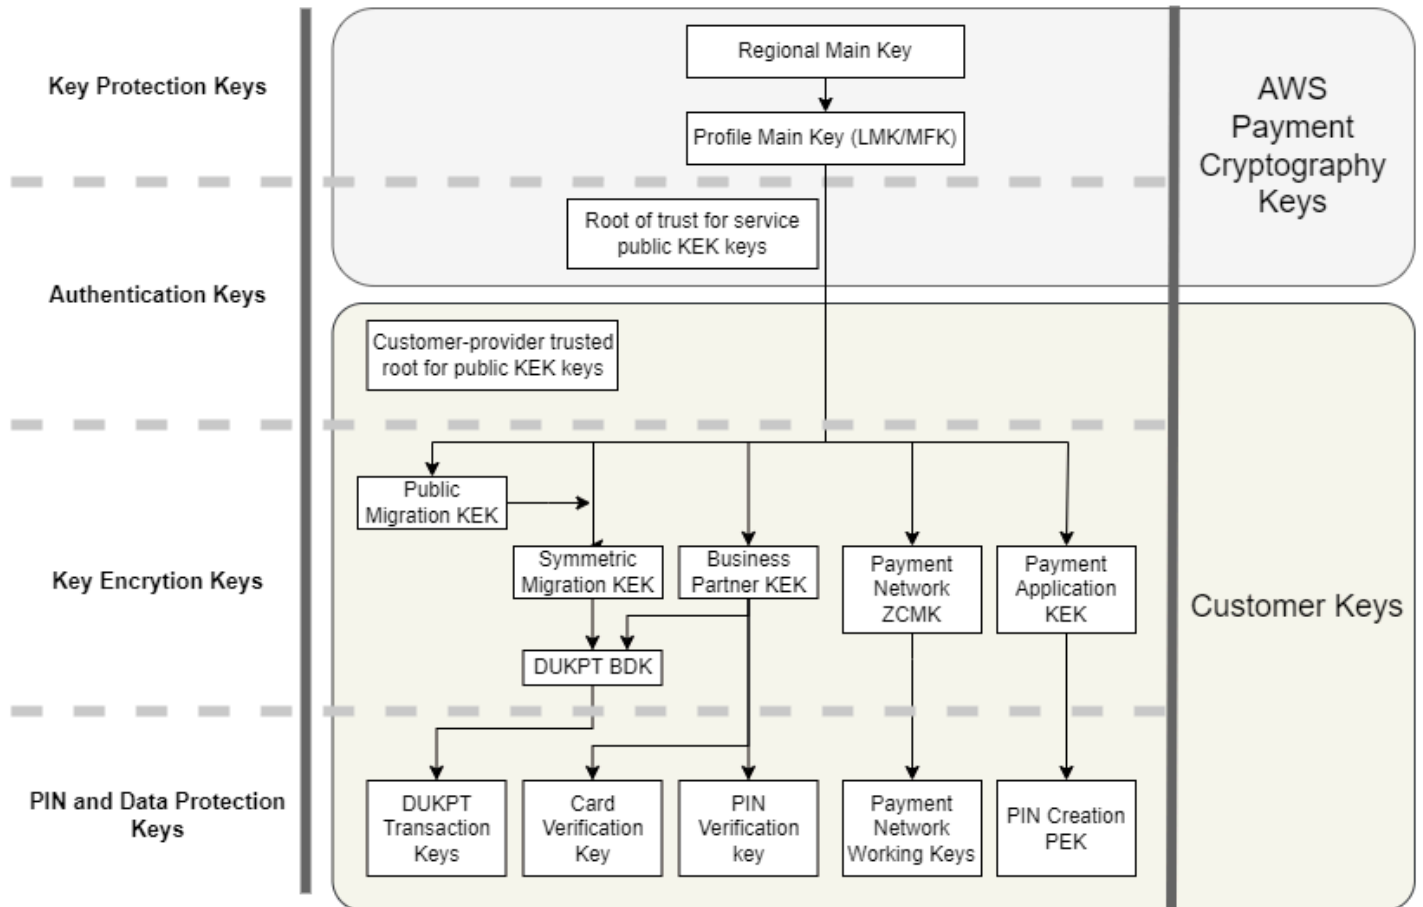 Key Protection Keys
Regional Main Key
Profile Main Key (LMK/MFK)
AWS
Payment
Cryptography
Keys
Authentication Keys
Root of trust for service
public KEK keys
Customer-provider trusted
root for public KEK keys
Key Encrytion Keys
Public
Migration KEK
Symmetric
Migration KEK
Business
Partner KEK
Payment
Network
ZCMK
Payment
Application
KEK
DUKPT BDK
Customer Keys
PIN and Data Protection
Keys
DUKPT
Transaction
Keys
Card
Verification
Key
PIN
Verification
key
Payment
Network
Working Keys
PIN Creation
PEK